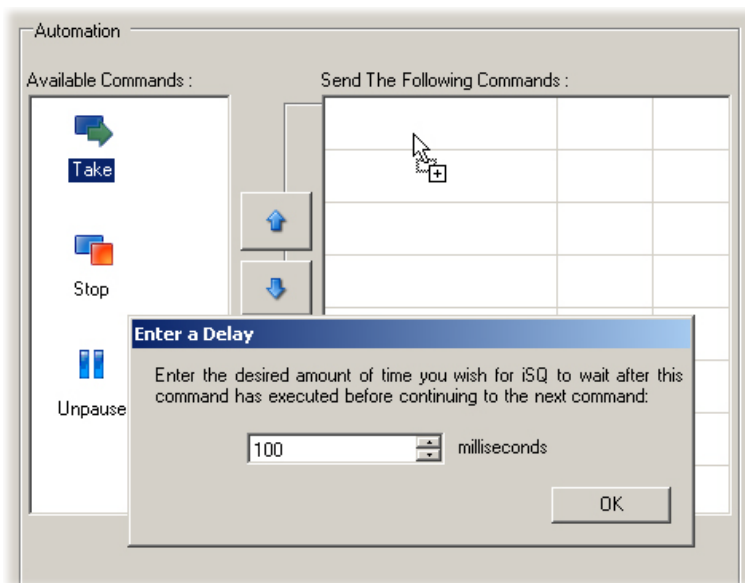 Automation
Available Commands :
Send The Following Commands :
Take
Stop
Unpause
Enter a Delay
Enter the desired amount of time you wish for iSQ to wait after this
command has executed before continuing to the next command:
100
milliseconds
OK